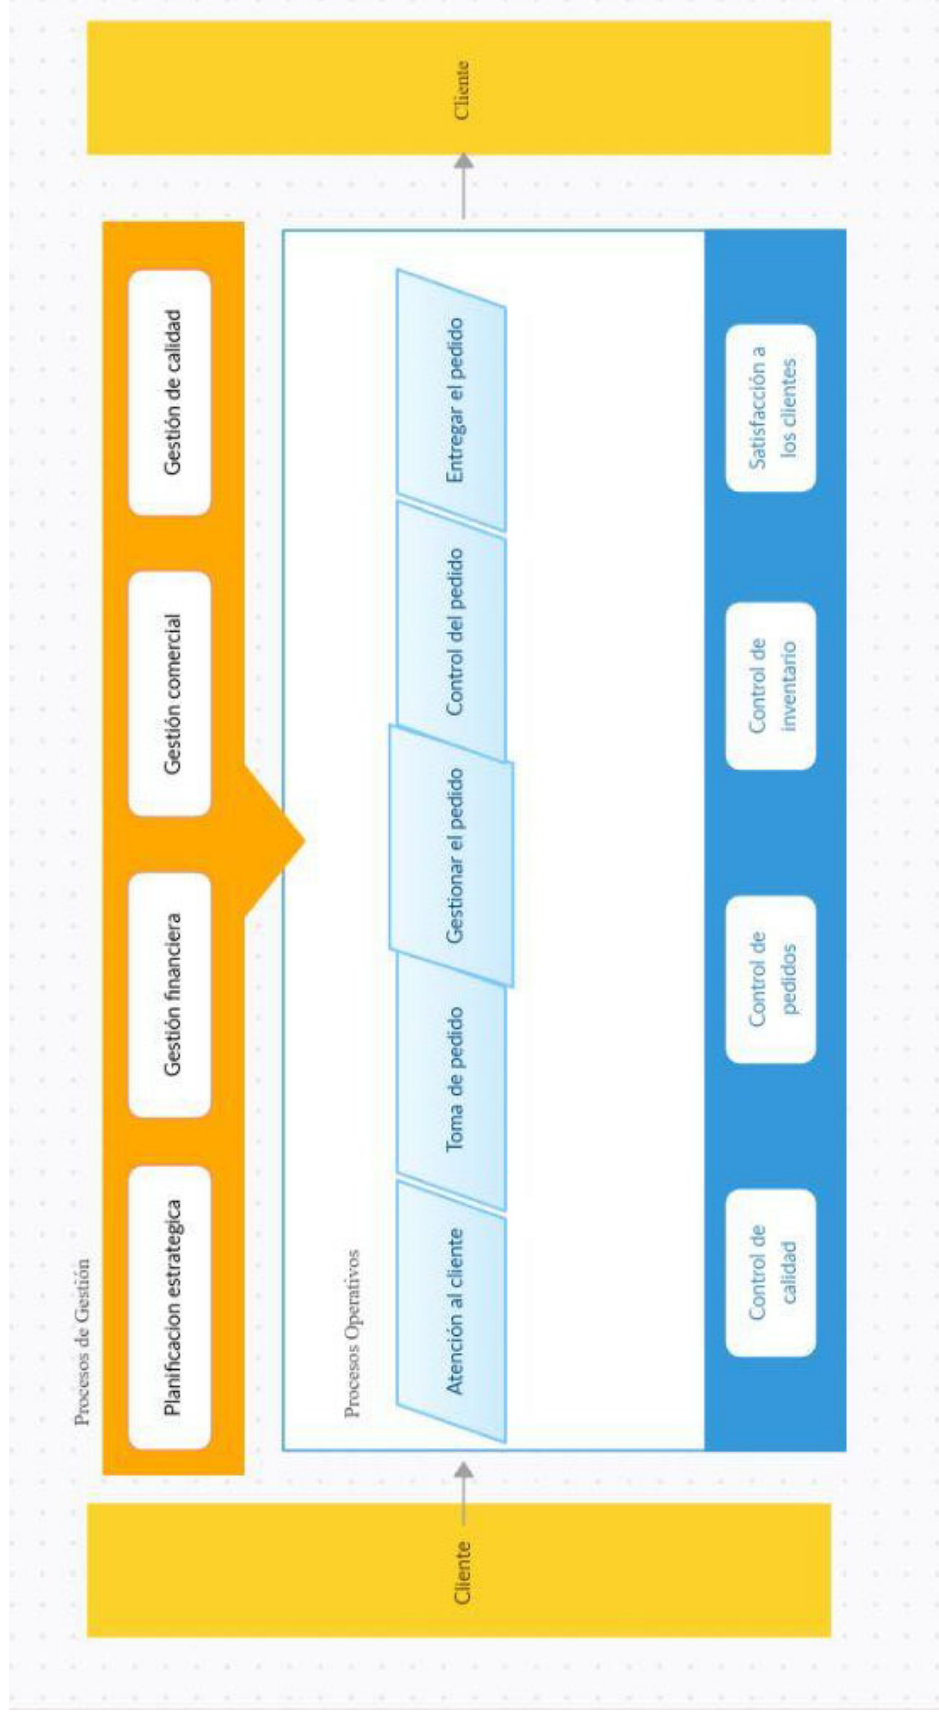 Procesos de Gestión
Planificacion estrategica
Gestión financiera
Gestión comercial
Gestión de calidad
Cliente
Procesos Operativos
Atención al cliente
Toma de pedido
Gestionar el pedido
Control del pedido
Entregar el pedido
Cliente
Control de
calidad
Control de
pedidos
Control de
inventario
Satisfacción a
los clientes